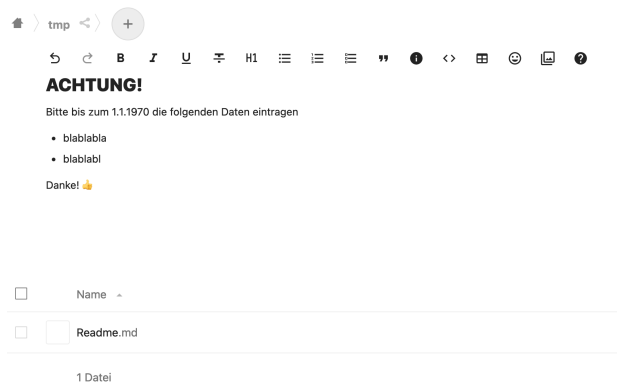 tmp
H1
ACHTUNG!
Bitte bis zum 1.1.1970 die folgenden Daten eintragen
• blablabla
• blablabl
Danke! 👍
Name
Readme.md
1 Datei